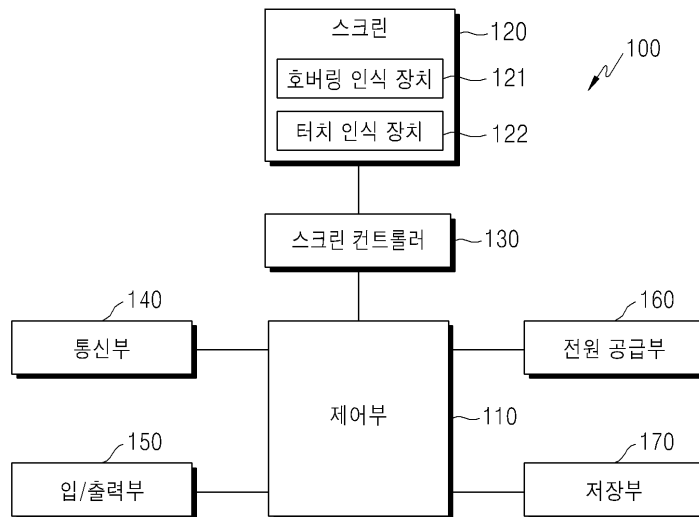 스크린
120
호버링 인식 장치
121
터치 인식 장치
122
100
스크린 컨트롤러
130
140
통신부
160
전원 공급부
제어부
110
150
입/출력부
170
저장부